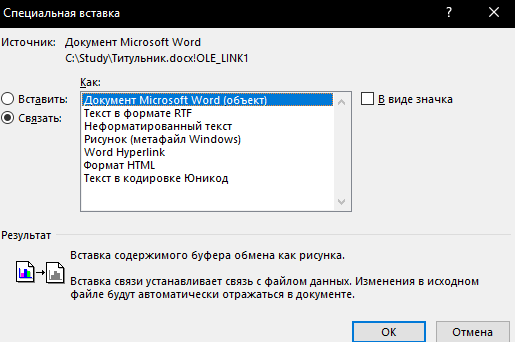 Специальная вставка
?
Источник: Документ Microsoft Word
C:\Study\Титульник.docx!OLE_LINK1
Как:
Вставить:
Связать:
Документ Microsoft Word (объект)
Текст в формате RTF
Неформатированный текст
Рисунок (метафайл Windows)
Word Hyperlink
Формат HTML
Текст в кодировке Юникод
В виде значка
Результат
Вставка содержимого буфера обмена как рисунка.
Вставка связи устанавливает связь с файлом данных. Изменения в исходном
файле будут автоматически отражаться в документе.
ОК
Отмена